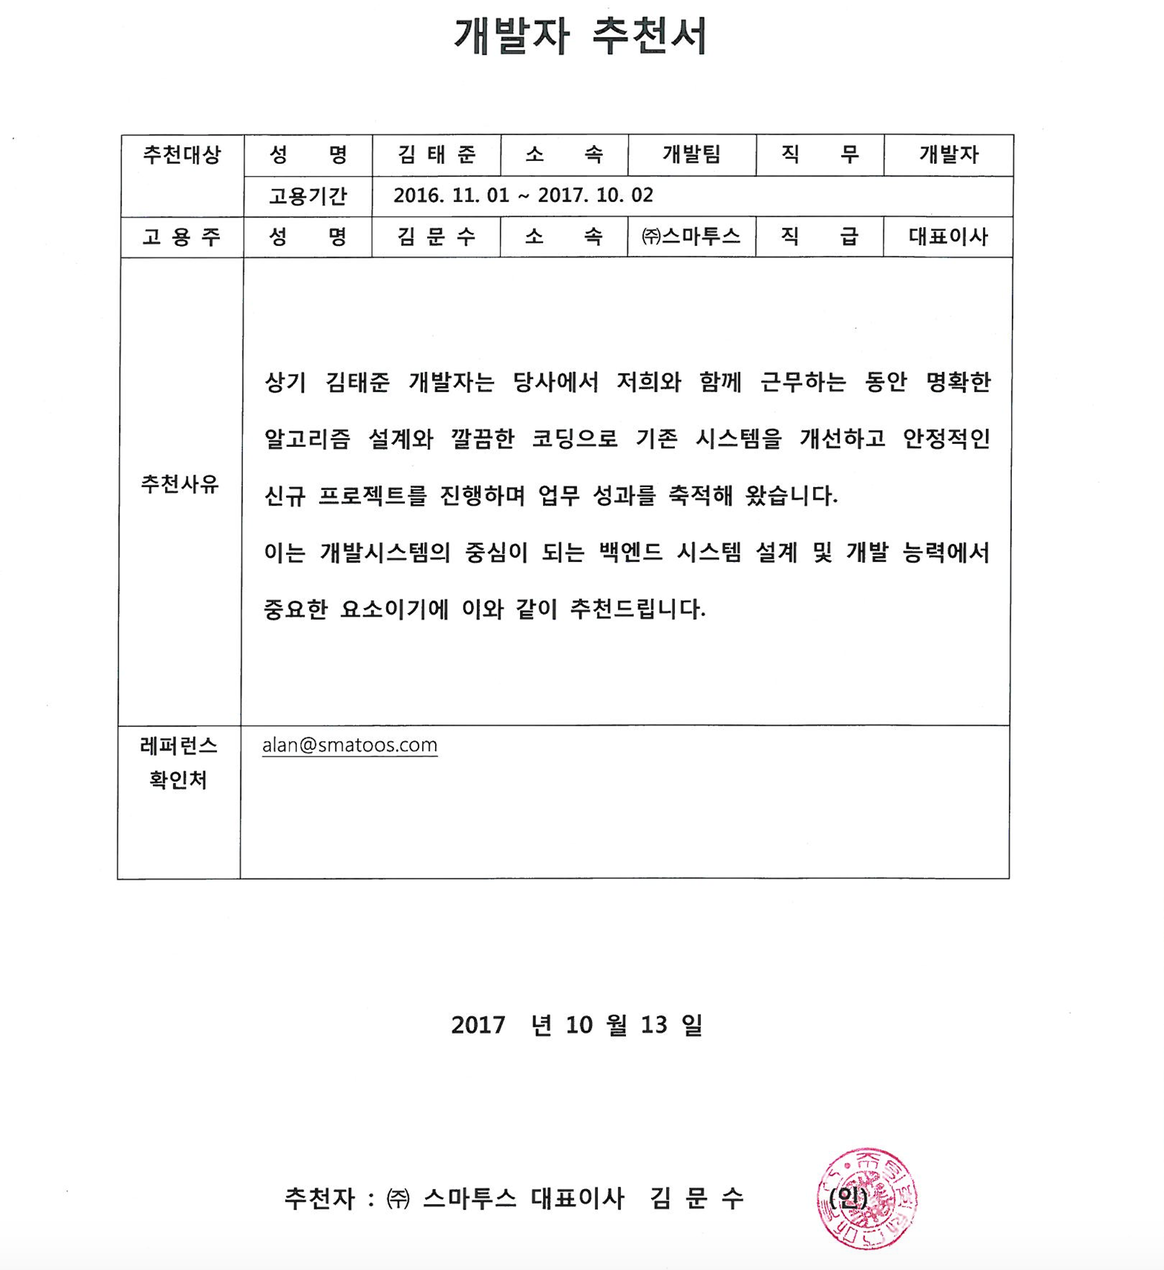 개발자 추천서
추천대상 성 명 김 태 준 소 속 개발팀 직 무 개발자
고용기간 2016. 11. 01 ~ 2017. 10. 02
고 용 주 성 명 김 문 수 소 속 ㈜스마투스 직 급 대표이사
추천사유
상기 김태준 개발자는 당사에서 저희와 함께 근무하는 동안 명확한
알고리즘 설계와 깔끔한 코딩으로 기존 시스템을 개선하고 안정적인
신규 프로젝트를 진행하며 업무 성과를 축적해 왔습니다.
이는 개발시스템의 중심이 되는 백엔드 시스템 설계 및 개발 능력에서
중요한 요소이기에 이와 같이 추천드립니다.
레퍼런스 alan@smatoos.com
확인처
2017 년 10 월 13 일
추천자 : ㈜ 스마투스 대표이사 김 문 수 (인)